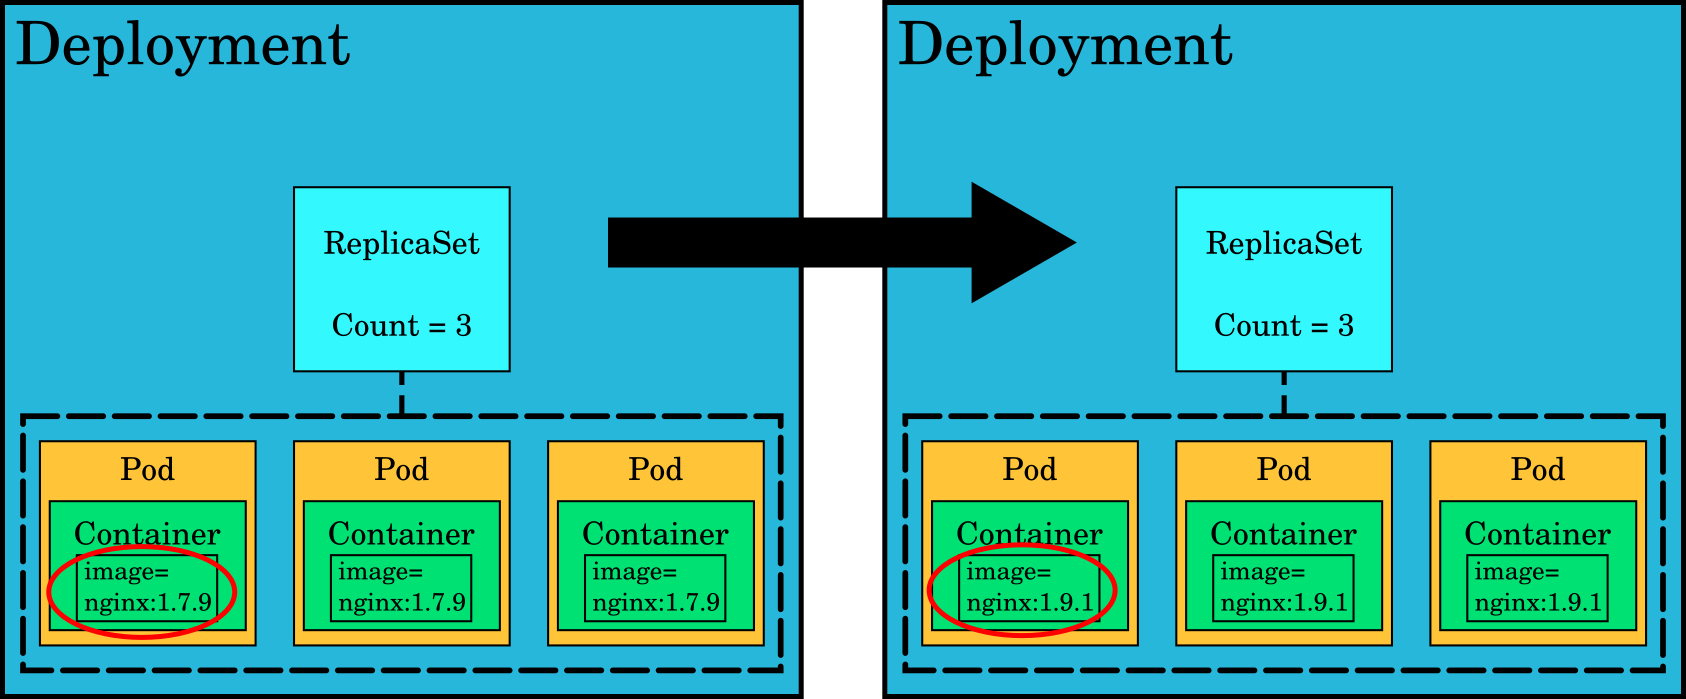 Deployment
ReplicaSet
Count = 3
Pod
Container
image=
nginx:1.7.9
Pod
Container
image=
nginx:1.7.9
Pod
Container
image=
nginx:1.7.9
Deployment
ReplicaSet
Count = 3
Pod
Container
image=
nginx:1.9.1
Pod
Container
image=
nginx:1.9.1
Pod
Container
image=
nginx:1.9.1